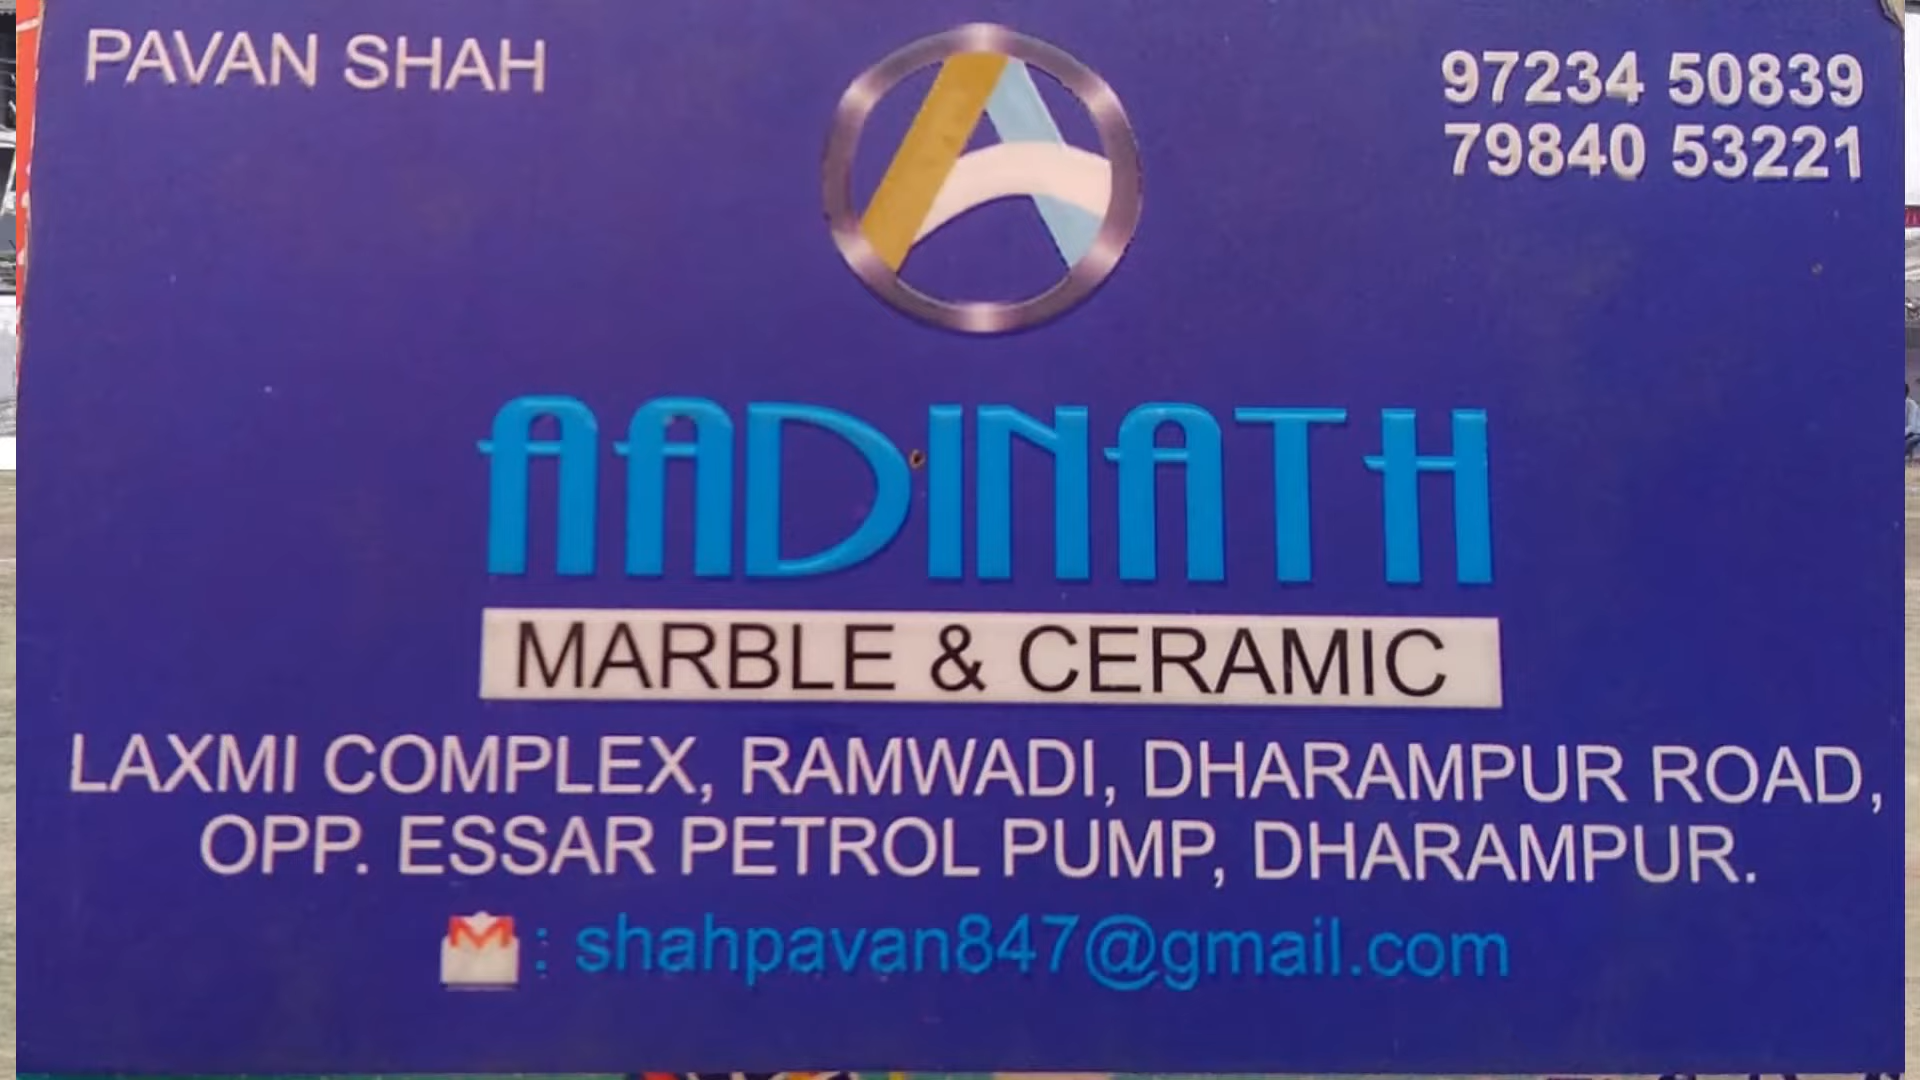 PAVAN SHAH
97234 50839
79840 53221
AADINATH
MARBLE & CERAMIC
LAXMI COMPLEX, RAMWADI, DHARAMPUR ROAD,
OPP. ESSAR PETROL PUMP, DHARAMPUR.
: shahpavan847@gmail.com